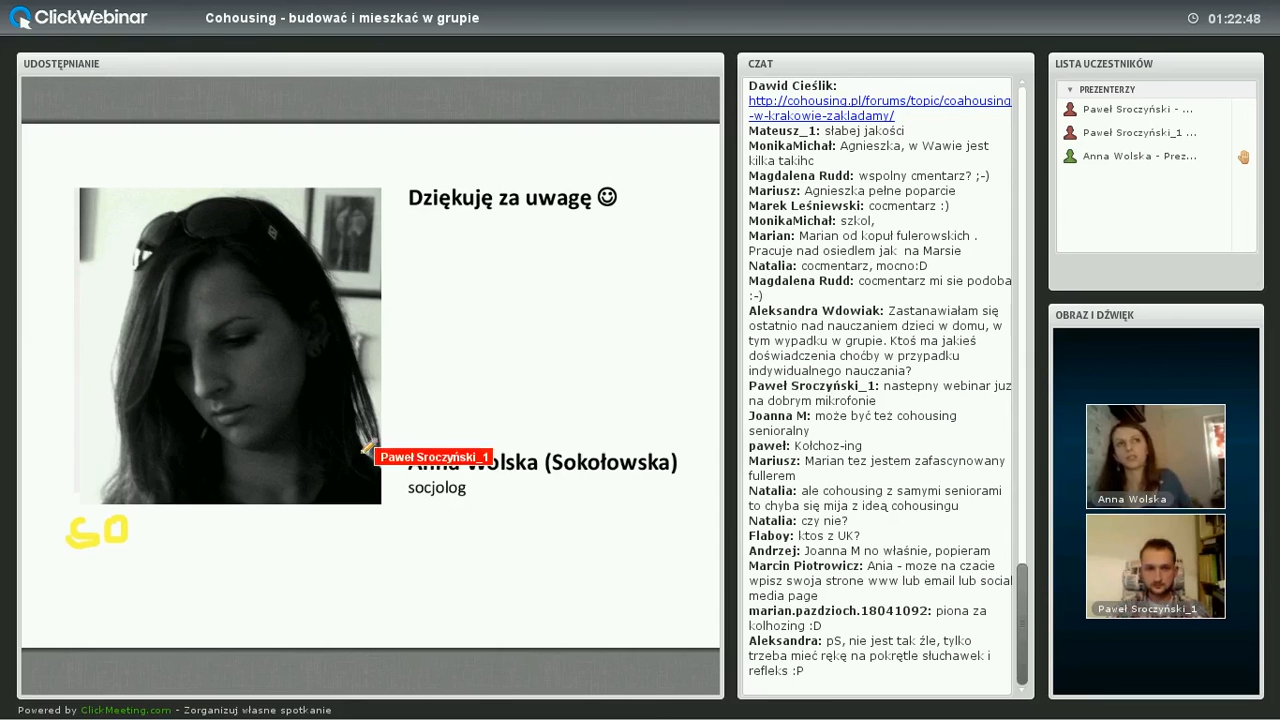 ClickWebinar
Cohousing - budować i mieszkać w grupie
01:22:48
UDOSTĘPNIANIE
Dziękuję za uwagę ☺
Paweł Sroczyński_1
Anna Wolska (Sokołowska)
socjolog
CZAT
Dawid Cieślik:
http://cohousing.pl/forums/topic/coahousing
-w-krakowie-zakladamy/
Mateusz_1: słabej jakości
MonikaMichał: Agnieszka, w Wawie jest
kilka takihc
Magdalena Rudd: wspolny cmentarz? ;-)
Mariusz: Agnieszka pełne poparcie
Marek Leśniewski: cocmentarz :)
MonikaMichał: szkol,
Marian: Marian od kopuł fulerowskich .
Pracuje nad osiedlem jak na Marsie
Natalia: cocmentarz, mocno:D
Magdalena Rudd: cocmentarz mi sie podoba
:-)
Aleksandra Wdowiak: Zastanawiałam się
ostatnio nad nauczaniem dzieci w domu, w
tym wypadku w grupie. Ktoś ma jakieś
doświadczenia choćby w przypadku
indywidualnego nauczania?
Paweł Sroczyński_1: nastepny webinar juz
na dobrym mikrofonie
Joanna M: może być też cohousing
senioralny
paweł: Kołchoz-ing
Mariusz: Marian tez jestem zafascynowany
fullerem
Natalia: ale cohousing z samymi seniorami
to chyba się mija z ideą cohousingu
Natalia: czy nie?
Flaboy: ktos z UK?
Andrzej: Joanna M no właśnie, popieram
Marcin Piotrowicz: Ania - moze na czacie
wpisz swoja strone www lub email lub social
media page
marian.pazdzioch.18041092: piona za
kolhozing :D
Aleksandra: pS, nie jest tak źle, tylko
trzeba mieć rękę na pokrętle słuchawek i
refleks :P
LISTA UCZESTNIKÓW
PREZENTERZY
Paweł Sroczyński - ...
Paweł Sroczyński_1 ...
Anna Wolska - Prez...
OBRAZ I DŹWIĘK
Anna Wolska
Paweł Sroczyński_1
Powered by ClickMeeting.com - Zorganizuj własne spotkanie